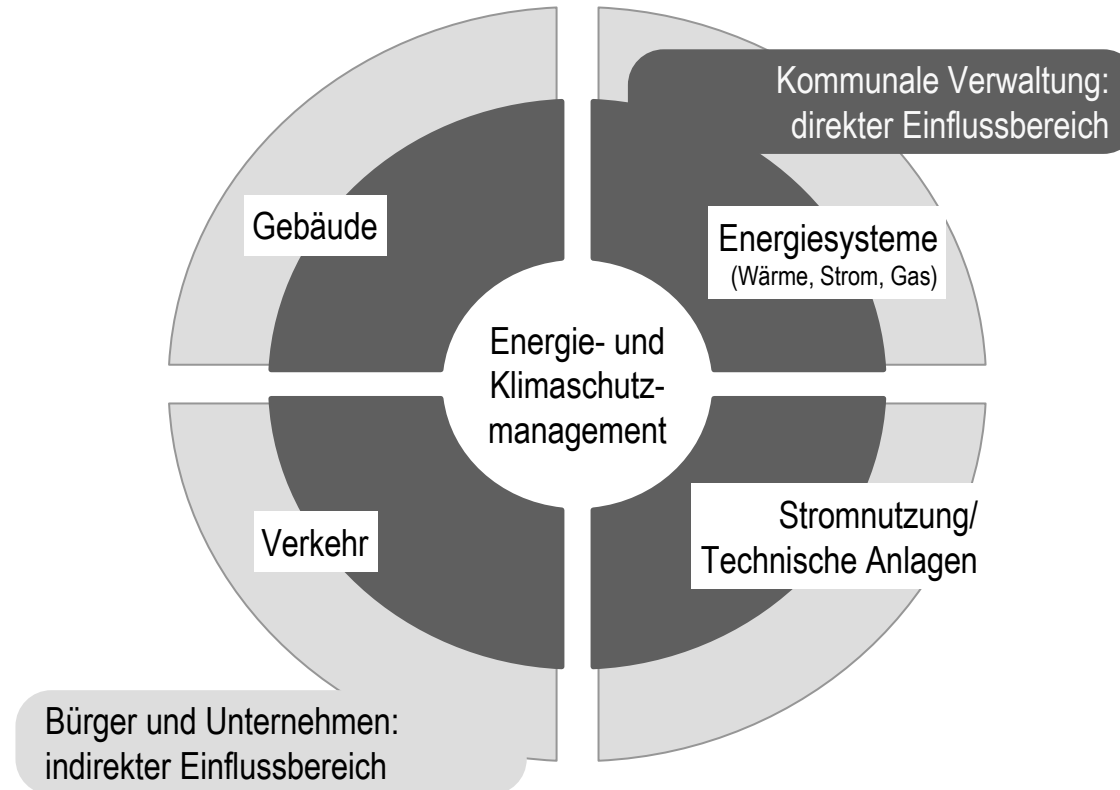 Kommunale Verwaltung:
direkter Einflussbereich
Gebäude
Energiesysteme
(Wärme, Strom, Gas)
Energie- und
Klimaschutz-
management
Verkehr
Stromnutzung/
Technische Anlagen
Bürger und Unternehmen:
indirekter Einflussbereich